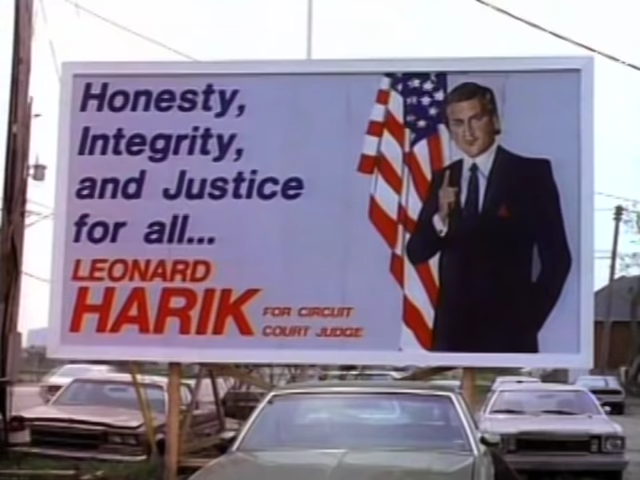 Honesty,
Integrity,
and Justice
for all...
LEONARD
HARIK
FOR CIRCUIT
COURT JUDGE